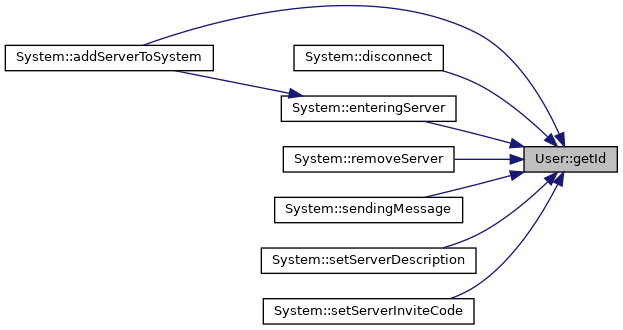 System::addServerToSystem
System::disconnect
System::enteringServer
User::getId
System::removeServer
System::sendingMessage
System::setServerDescription
System::setServerInviteCode